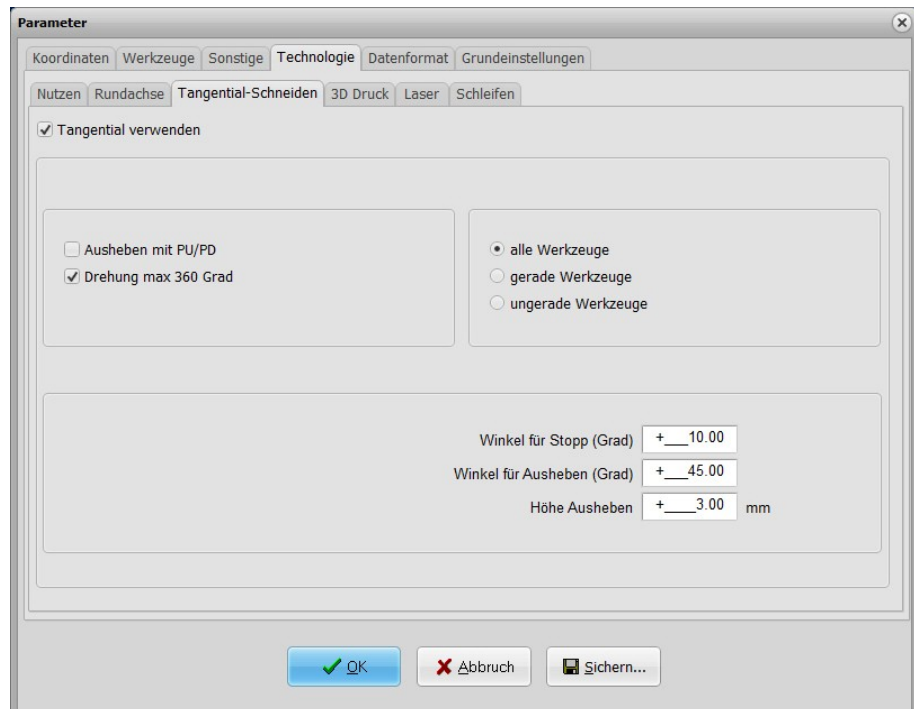 Parameter
Koordinaten Werkzeuge Sonstige Technologie Datenformat Grundeinstellungen
Nutzen Rundachse Tangential-Schneiden 3D Druck Laser Schleifen
Tangential verwenden
Ausheben mit PU/PD
Drehung max 360 Grad
alle Werkzeuge
gerade Werkzeuge
ungerade Werkzeuge
Winkel für Stopp (Grad) +___10.00
Winkel für Ausheben (Grad) +___45.00
Höhe Ausheben +____3.00 mm
OK Abbruch Sichern...